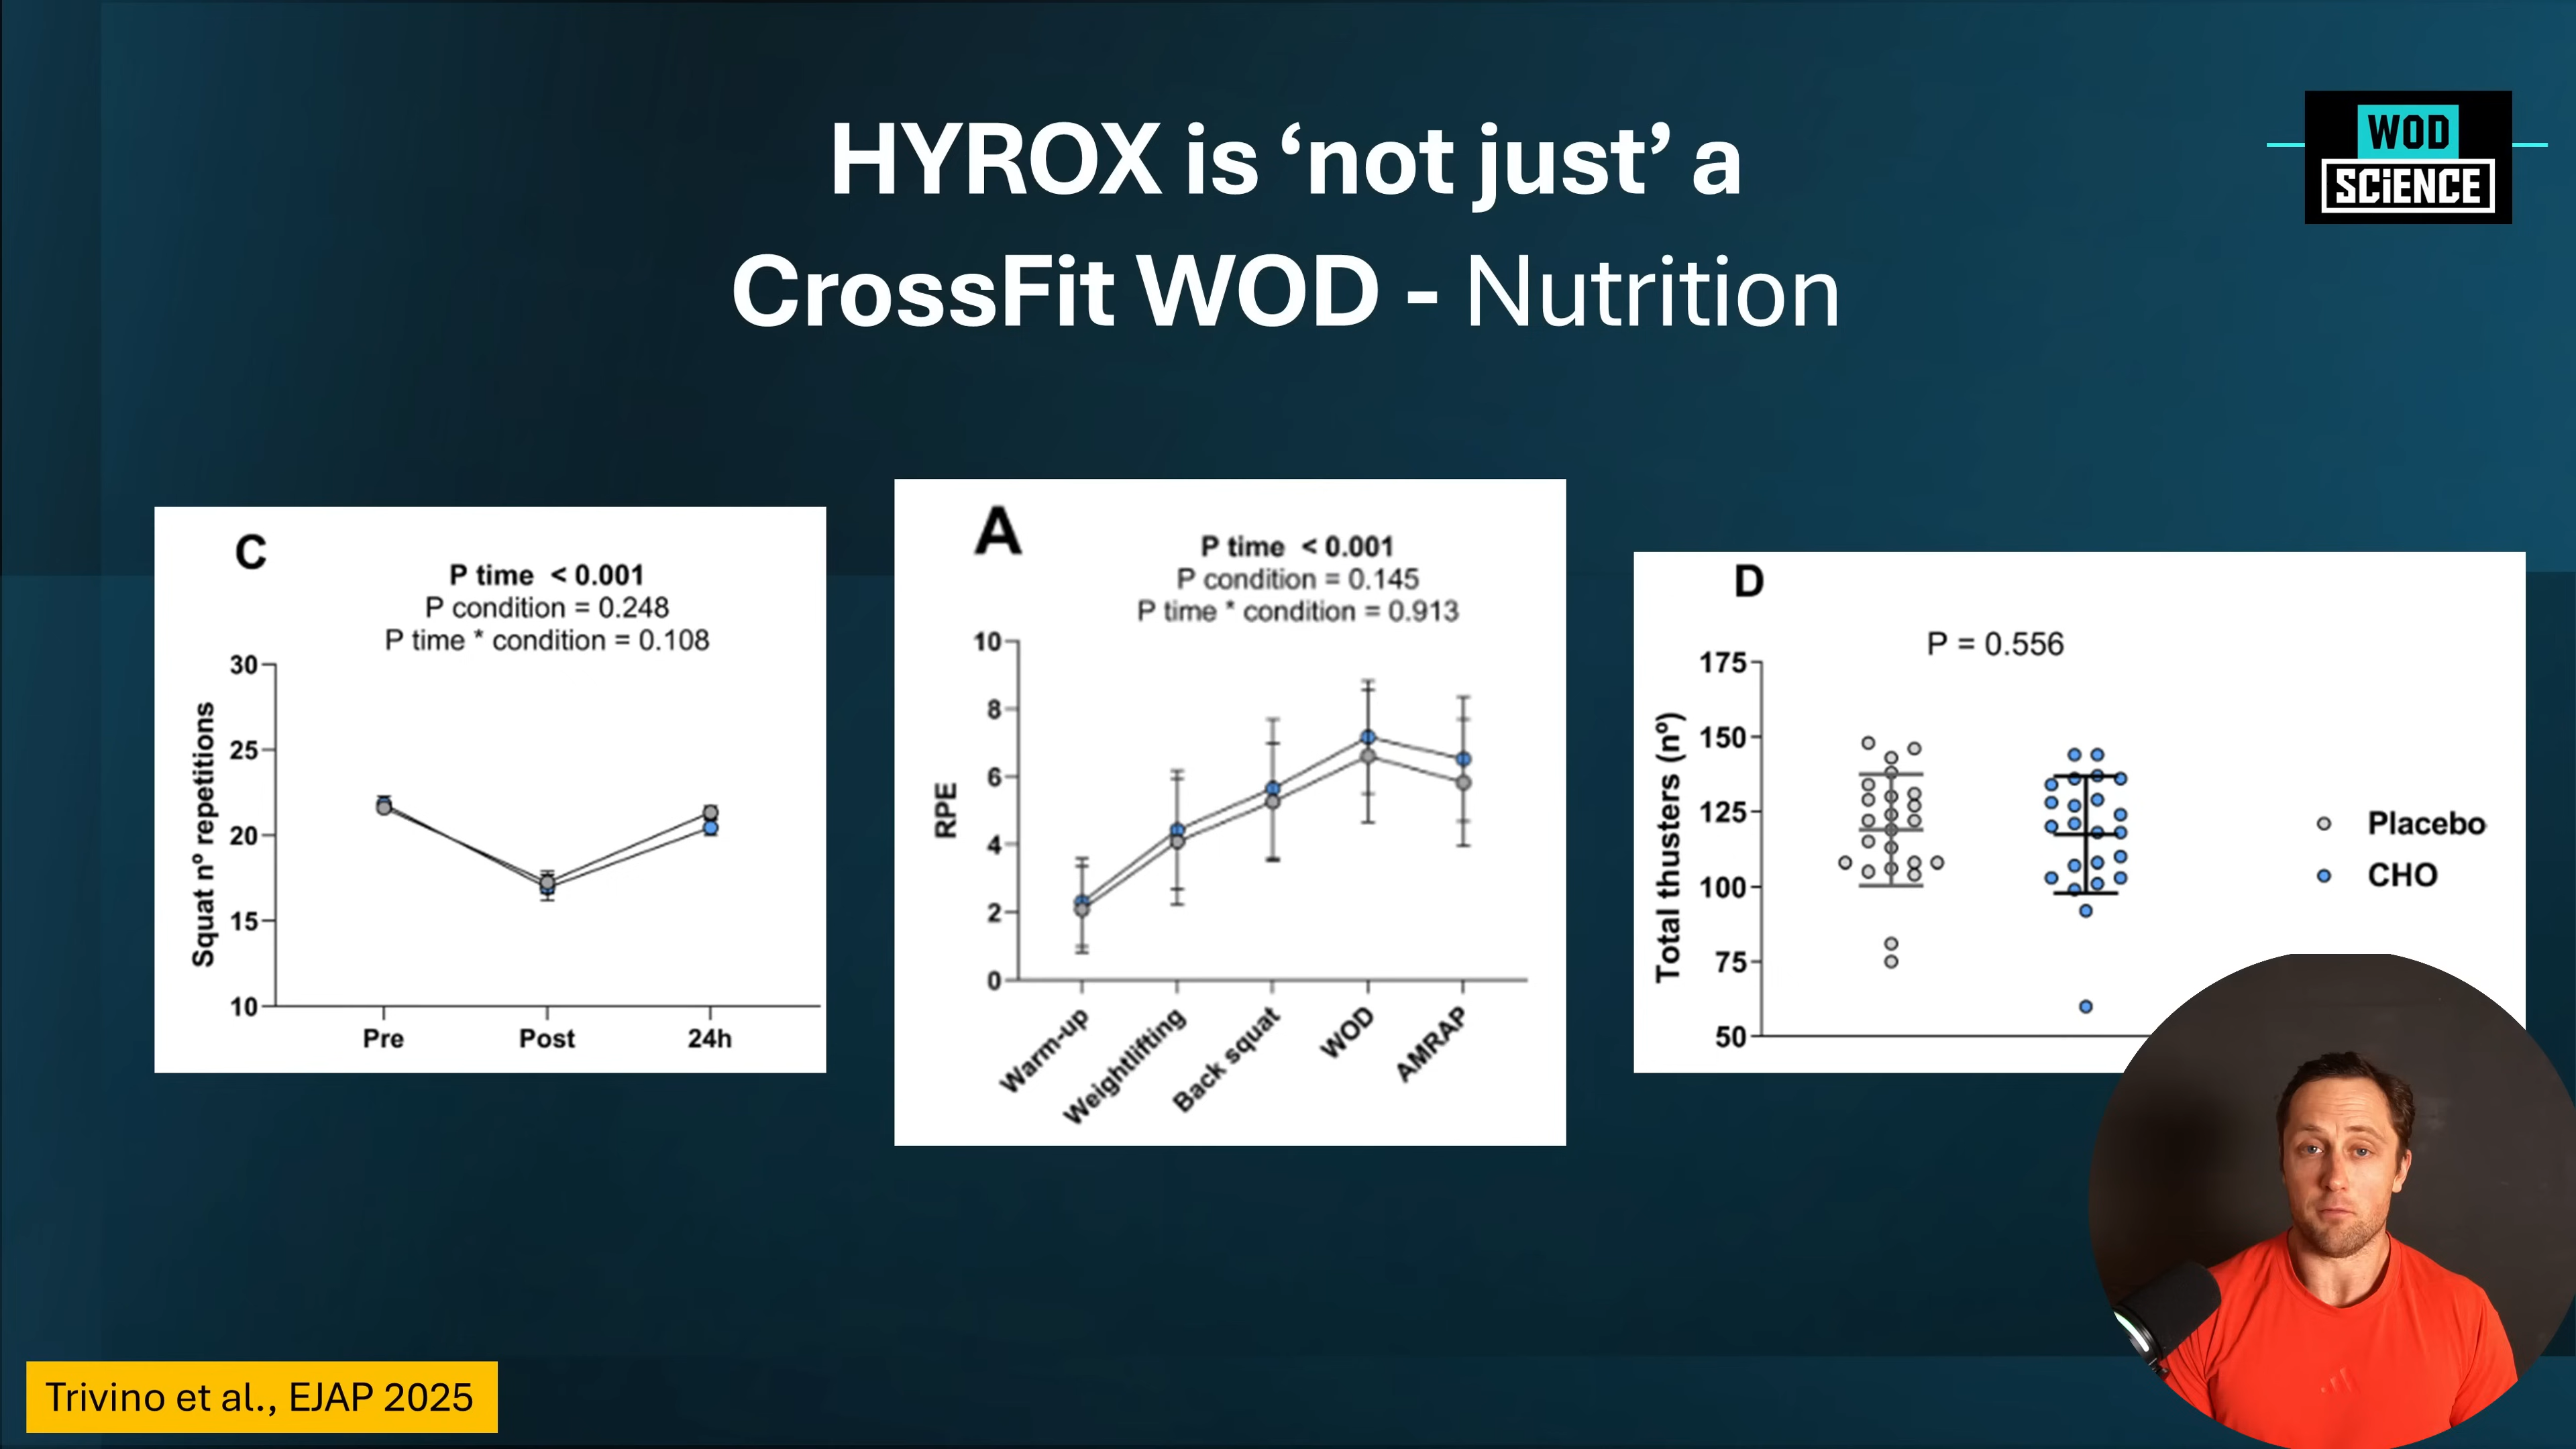 HYROX is ‘not just’ a
CrossFit WOD - Nutrition
WOD
SCiENCE
C
P time < 0.001
P condition = 0.248
P time * condition = 0.108
Squat nº repetitions
30
25
20
15
10
Pre
Post
24h
A
P time < 0.001
P condition = 0.145
P time * condition = 0.913
RPE
10
8
6
4
2
0
Warm-up
Weightlifting
Back squat
WOD
AMRAP
D
P = 0.556
Total thusters (nº)
175
150
125
100
75
50
Placebo
CHO
Trivino et al., EJAP 2025